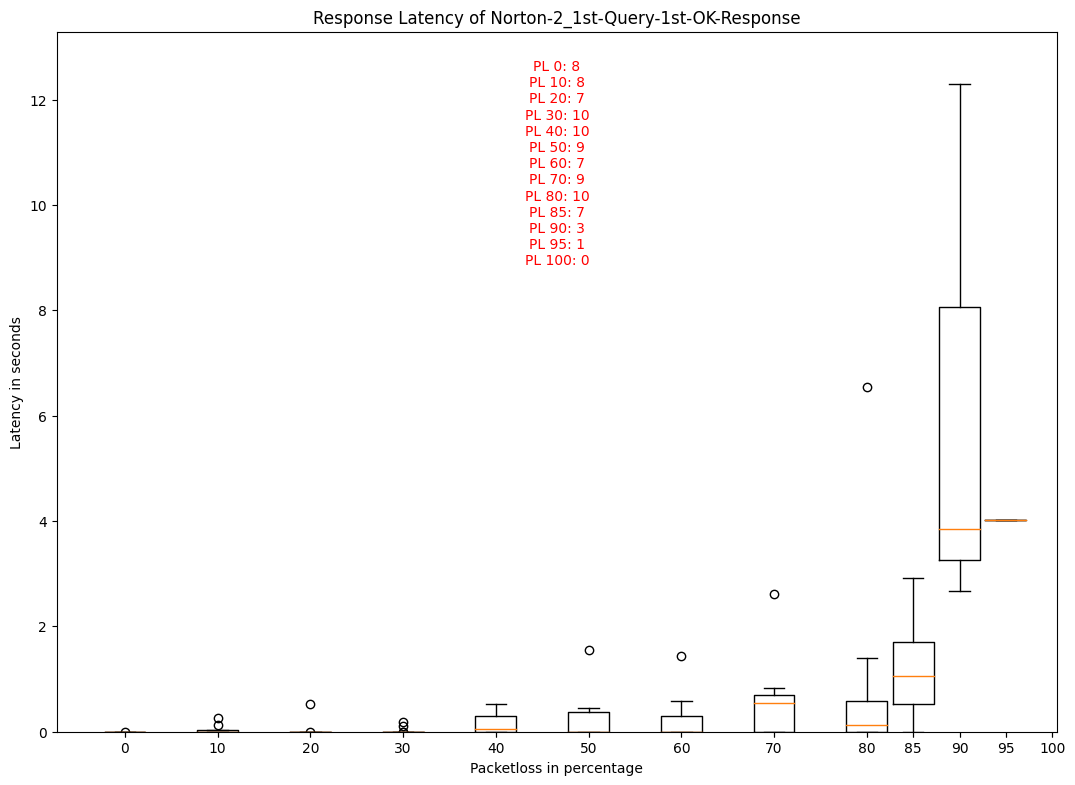 Response Latency of Norton-2_1st-Query-1st-OK-Response
PL 0: 8
PL 10: 8
PL 20: 7
PL 30: 10
PL 40: 10
PL 50: 9
PL 60: 7
PL 70: 9
PL 80: 10
PL 85: 7
PL 90: 3
PL 95: 1
PL 100: 0
Latency in seconds
12
10
8
6
4
2
0
0 10 20 30 40 50 60 70 80 85 90 95 100
Packetloss in percentage